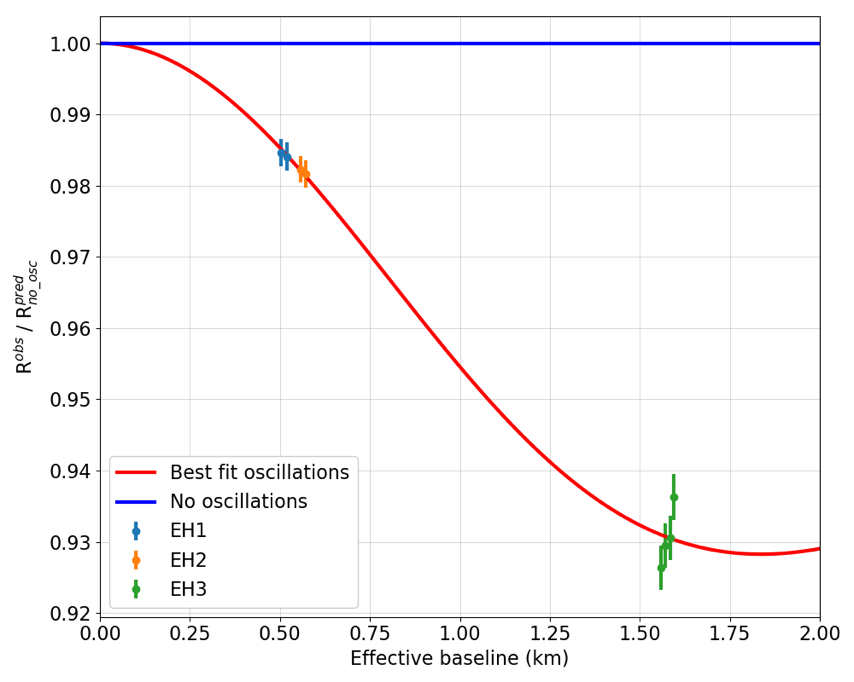 1.00
0.99
0.98
0.97
0.96
0.95
0.94
0.93
0.92
R^obs / R^pred_no_osc
Best fit oscillations
No oscillations
EH1
EH2
EH3
0.00 0.25 0.50 0.75 1.00 1.25 1.50 1.75 2.00
Effective baseline (km)